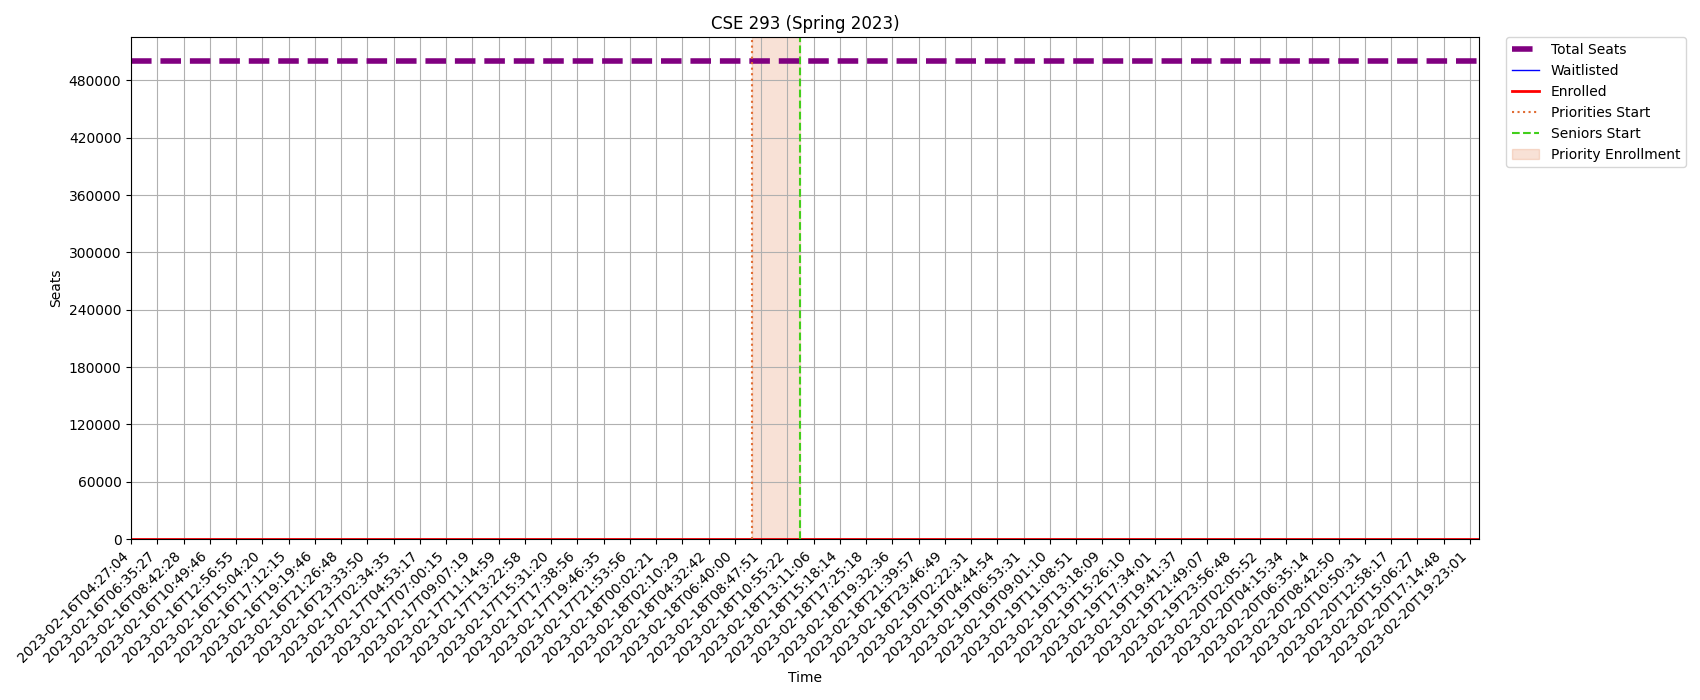 CSE 293 (Spring 2023)
Total Seats
Waitlisted
Enrolled
Priorities Start
Seniors Start
Priority Enrollment
Seats
480000
420000
360000
300000
240000
180000
120000
60000
0
2023-02-16T04:27:04
2023-02-16T06:35:27
2023-02-16T08:42:28
2023-02-16T10:49:46
2023-02-16T12:56:55
2023-02-16T15:04:20
2023-02-16T17:12:15
2023-02-16T19:19:46
2023-02-16T21:26:48
2023-02-16T23:33:50
2023-02-17T02:34:35
2023-02-17T04:53:17
2023-02-17T07:00:15
2023-02-17T09:07:19
2023-02-17T11:14:59
2023-02-17T13:22:58
2023-02-17T15:31:20
2023-02-17T17:38:56
2023-02-17T19:46:35
2023-02-17T21:53:56
2023-02-18T00:02:21
2023-02-18T02:10:29
2023-02-18T04:32:42
2023-02-18T06:40:00
2023-02-18T08:47:51
2023-02-18T10:55:22
2023-02-18T13:11:06
2023-02-18T15:18:14
2023-02-18T17:25:18
2023-02-18T19:32:36
2023-02-18T21:39:57
2023-02-18T23:46:49
2023-02-19T02:22:31
2023-02-19T04:44:54
2023-02-19T06:53:31
2023-02-19T09:01:10
2023-02-19T11:08:51
2023-02-19T13:18:09
2023-02-19T15:26:10
2023-02-19T17:34:01
2023-02-19T19:41:37
2023-02-19T21:49:07
2023-02-19T23:56:48
2023-02-20T02:05:52
2023-02-20T04:15:34
2023-02-20T06:35:14
2023-02-20T08:42:50
2023-02-20T10:50:31
2023-02-20T12:58:17
2023-02-20T15:06:27
2023-02-20T17:14:48
2023-02-20T19:23:01
Time